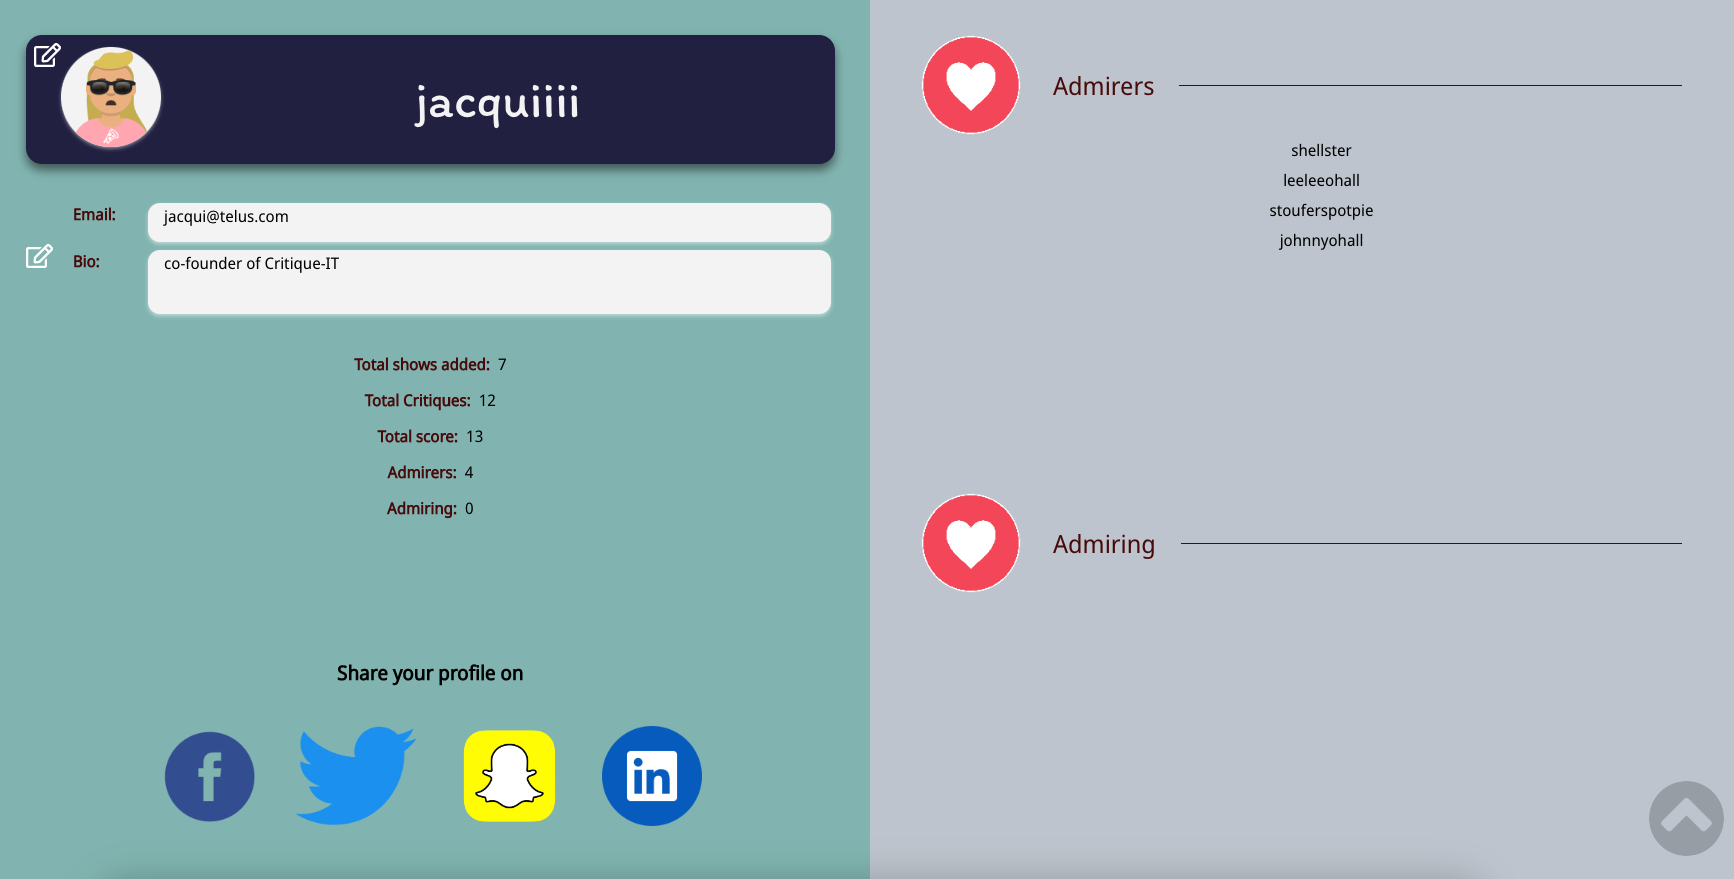 jacquiiii
Email: jacqui@telus.com
Bio: co-founder of Critique-IT
Total shows added: 7
Total Critiques: 12
Total score: 13
Admirers: 4
Admiring: 0
Share your profile on
f
in
Admirers
shellster
leeleeohall
stouferspotpie
johnnyohall
Admiring